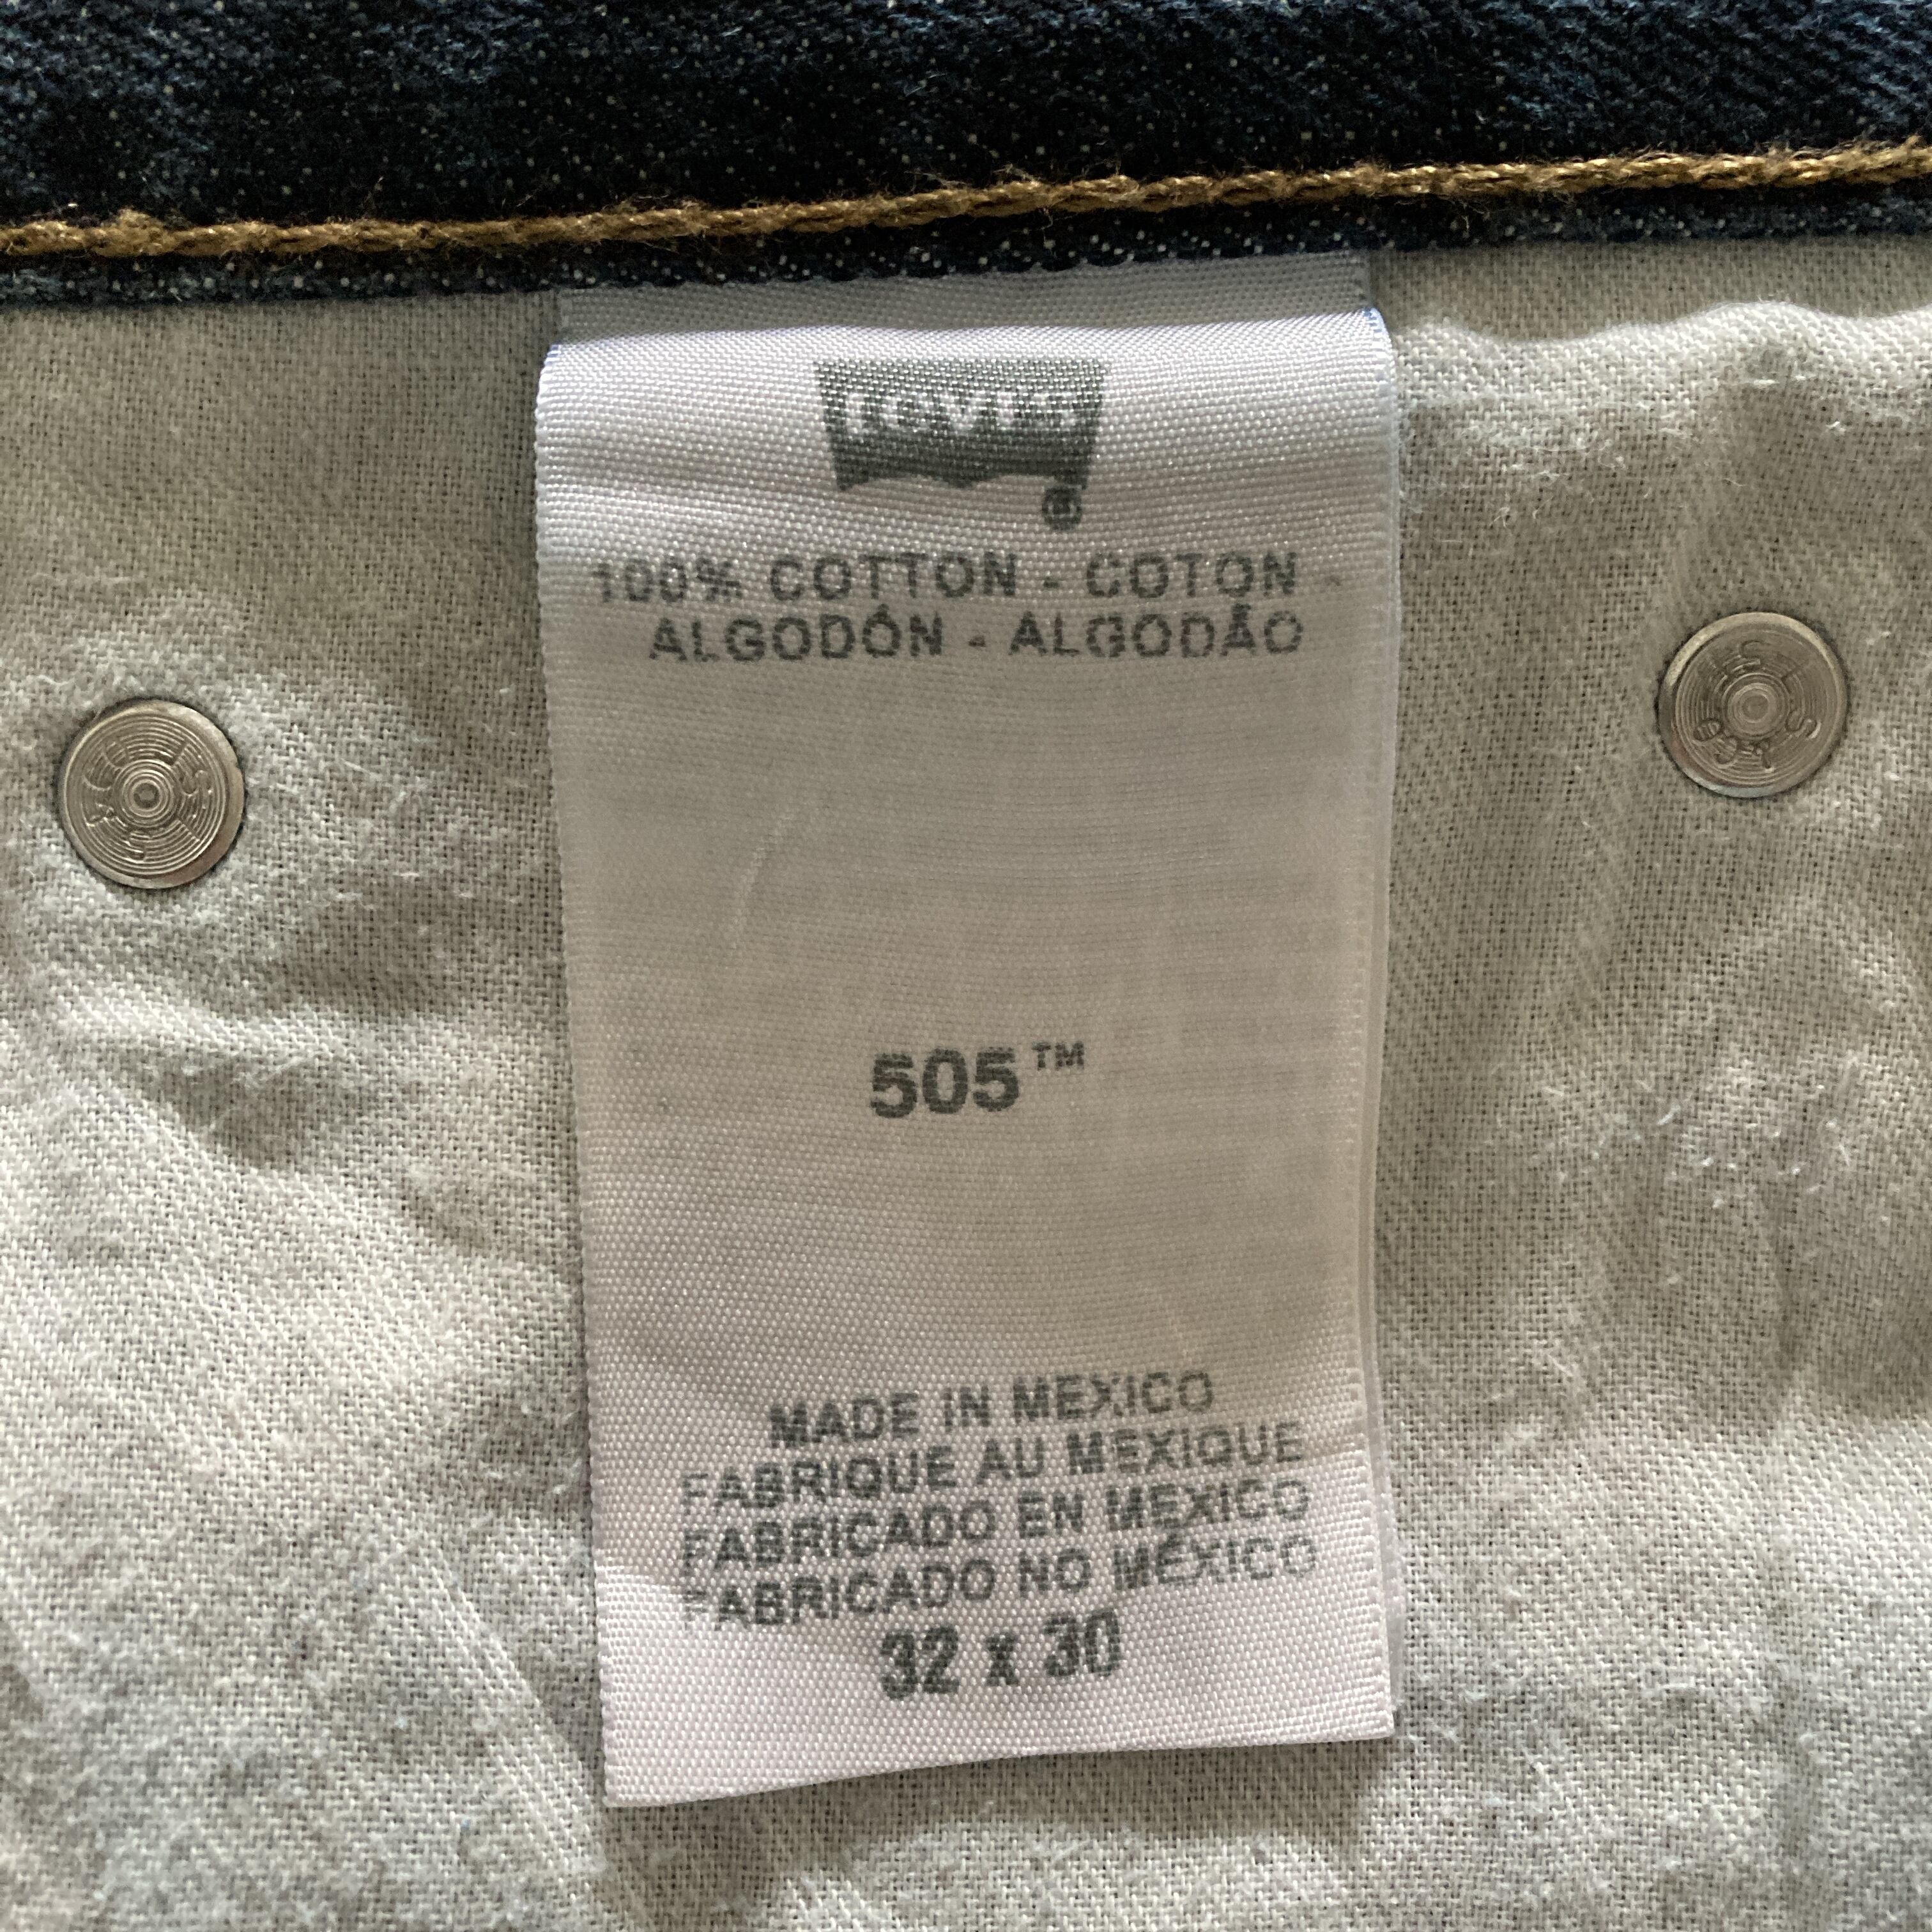 Levi's
®
100% COTTON - COTON -
ALGODÓN - ALGODÃO
505™
MADE IN MEXICO
FABRIQUE AU MEXIQUE
FABRICADO EN MEXICO
FABRICADO NO MÉXICO
32 x 30